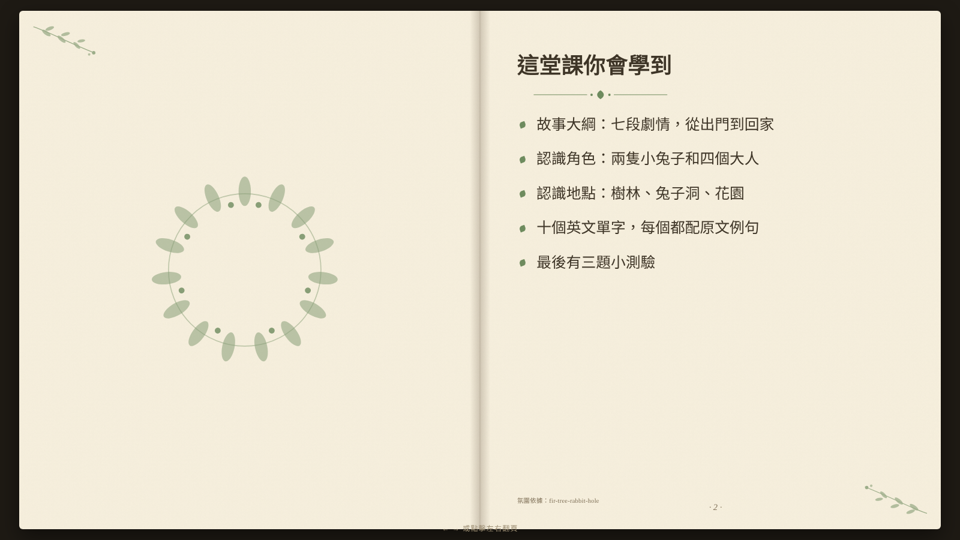 這堂課你會學到
故事大綱：七段劇情，從出門到回家
認識角色：兩隻小兔子和四個大人
認識地點：樹林、兔子洞、花園
十個英文單字，每個都配原文例句
最後有三題小測驗
氛圍依據：fir-tree-rabbit-hole
· 2 ·